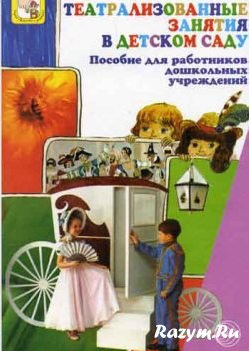 ТЕАТРАЛИЗОВАННЫЕ
ЗАНЯТИЯ
В ДЕТСКОМ САДУ
Пособие для работников
дошкольных
учреждений
Razym.Ru